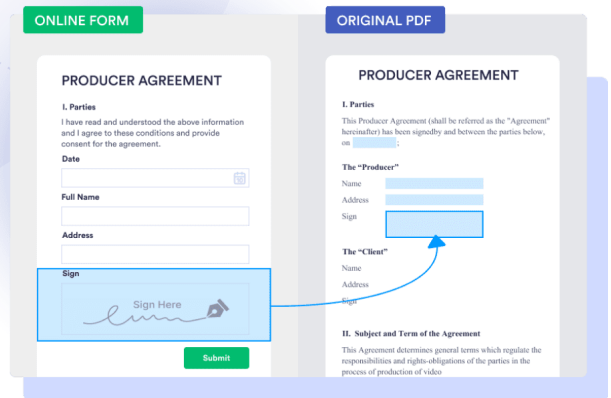 ONLINE FORM
PRODUCER AGREEMENT
I. Parties
I have read and understood the above information
and I agree to these conditions and provide
consent for the agreement.
Date
Full Name
Address
Sign
Sign Here
Submit
ORIGINAL PDF
PRODUCER AGREEMENT
I. Parties
This Producer Agreement (shall be referred as the "Agreement"
hereinafter) has been signedby and between the parties below,
on ;
The “Producer”
Name
Address
Sign
The “Client”
Name
Address
Sign
II. Subject and Term of the Agreement
This Agreement determines general terms which regulate the
responsibilities and rights-obligations of the parties in the
process of production of video